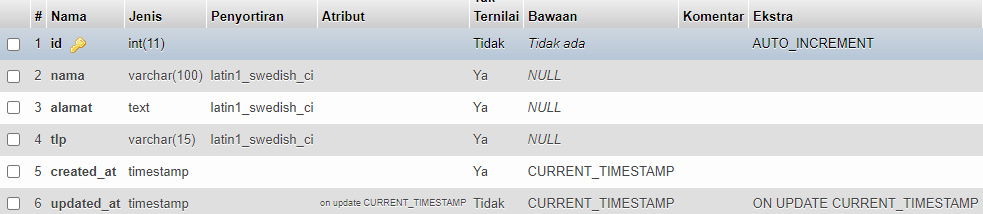 # Nama Jenis Penyortiran Atribut Ternilai Bawaan Komentar Ekstra
1 id int(11) Tidak Tidak ada AUTO_INCREMENT
2 nama varchar(100) latin1_swedish_ci Ya NULL
3 alamat text latin1_swedish_ci Ya NULL
4 tlp varchar(15) latin1_swedish_ci Ya NULL
5 created_at timestamp Ya CURRENT_TIMESTAMP
6 updated_at timestamp on update CURRENT_TIMESTAMP Tidak CURRENT_TIMESTAMP ON UPDATE CURRENT_TIMESTAMP